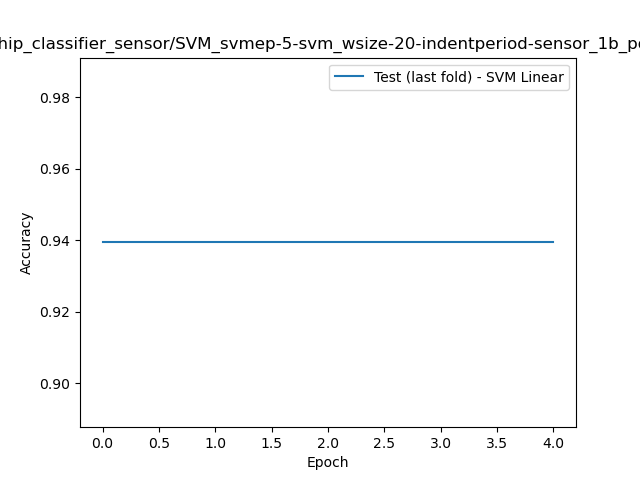 hip_classifier_sensor/SVM_svmep-5-svm_wsize-20-indentperiod-sensor_1b_p
Test (last fold) - SVM Linear
0.98
0.96
0.94
0.92
0.90
Accuracy
0.0 0.5 1.0 1.5 2.0 2.5 3.0 3.5 4.0
Epoch